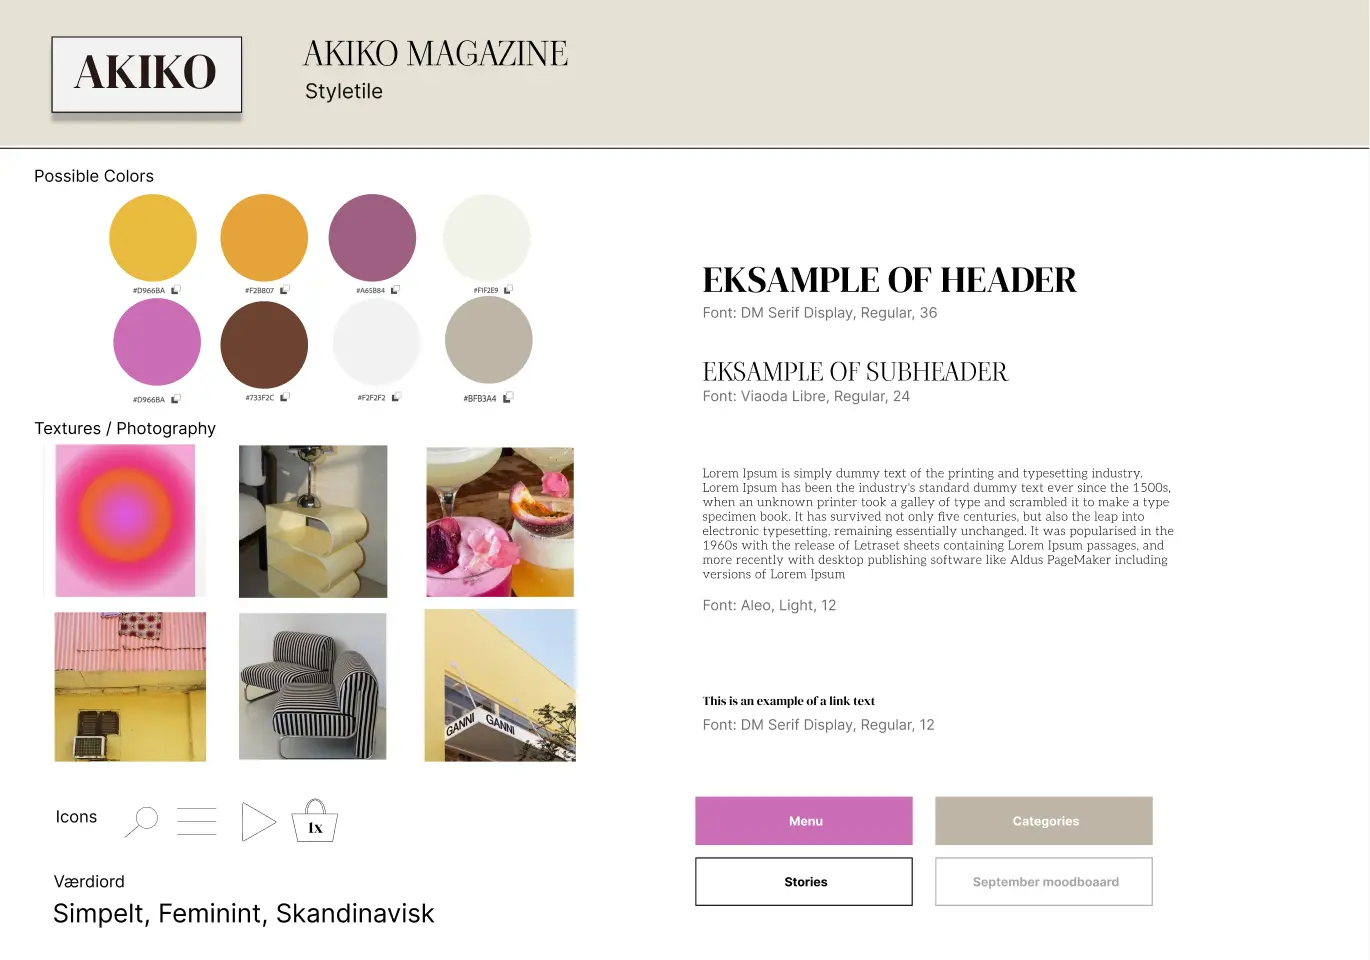 AKIKO
AKIKO MAGAZINE
Styletile
Possible Colors
#D966BA
#F2B807
#A65B84
#F1F2E9
#D966BA
#733F2C
#F2F2F2
#BFB3A4
Textures / Photography
GANNI GANNI
Icons
1x
Værdiord
Simpelt, Feminint, Skandinavisk
EKSAMPLE OF HEADER
Font: DM Serif Display, Regular, 36
EKSAMPLE OF SUBHEADER
Font: Viaoda Libre, Regular, 24
Lorem Ipsum is simply dummy text of the printing and typesetting industry.
Lorem Ipsum has been the industry's standard dummy text ever since the 1500s,
when an unknown printer took a galley of type and scrambled it to make a type
specimen book. It has survived not only five centuries, but also the leap into
electronic typesetting, remaining essentially unchanged. It was popularised in the
1960s with the release of Letraset sheets containing Lorem Ipsum passages, and
more recently with desktop publishing software like Aldus PageMaker including
versions of Lorem Ipsum
Font: Aleo, Light, 12
This is an example of a link text
Font: DM Serif Display, Regular, 12
Menu
Categories
Stories
September moodboaard